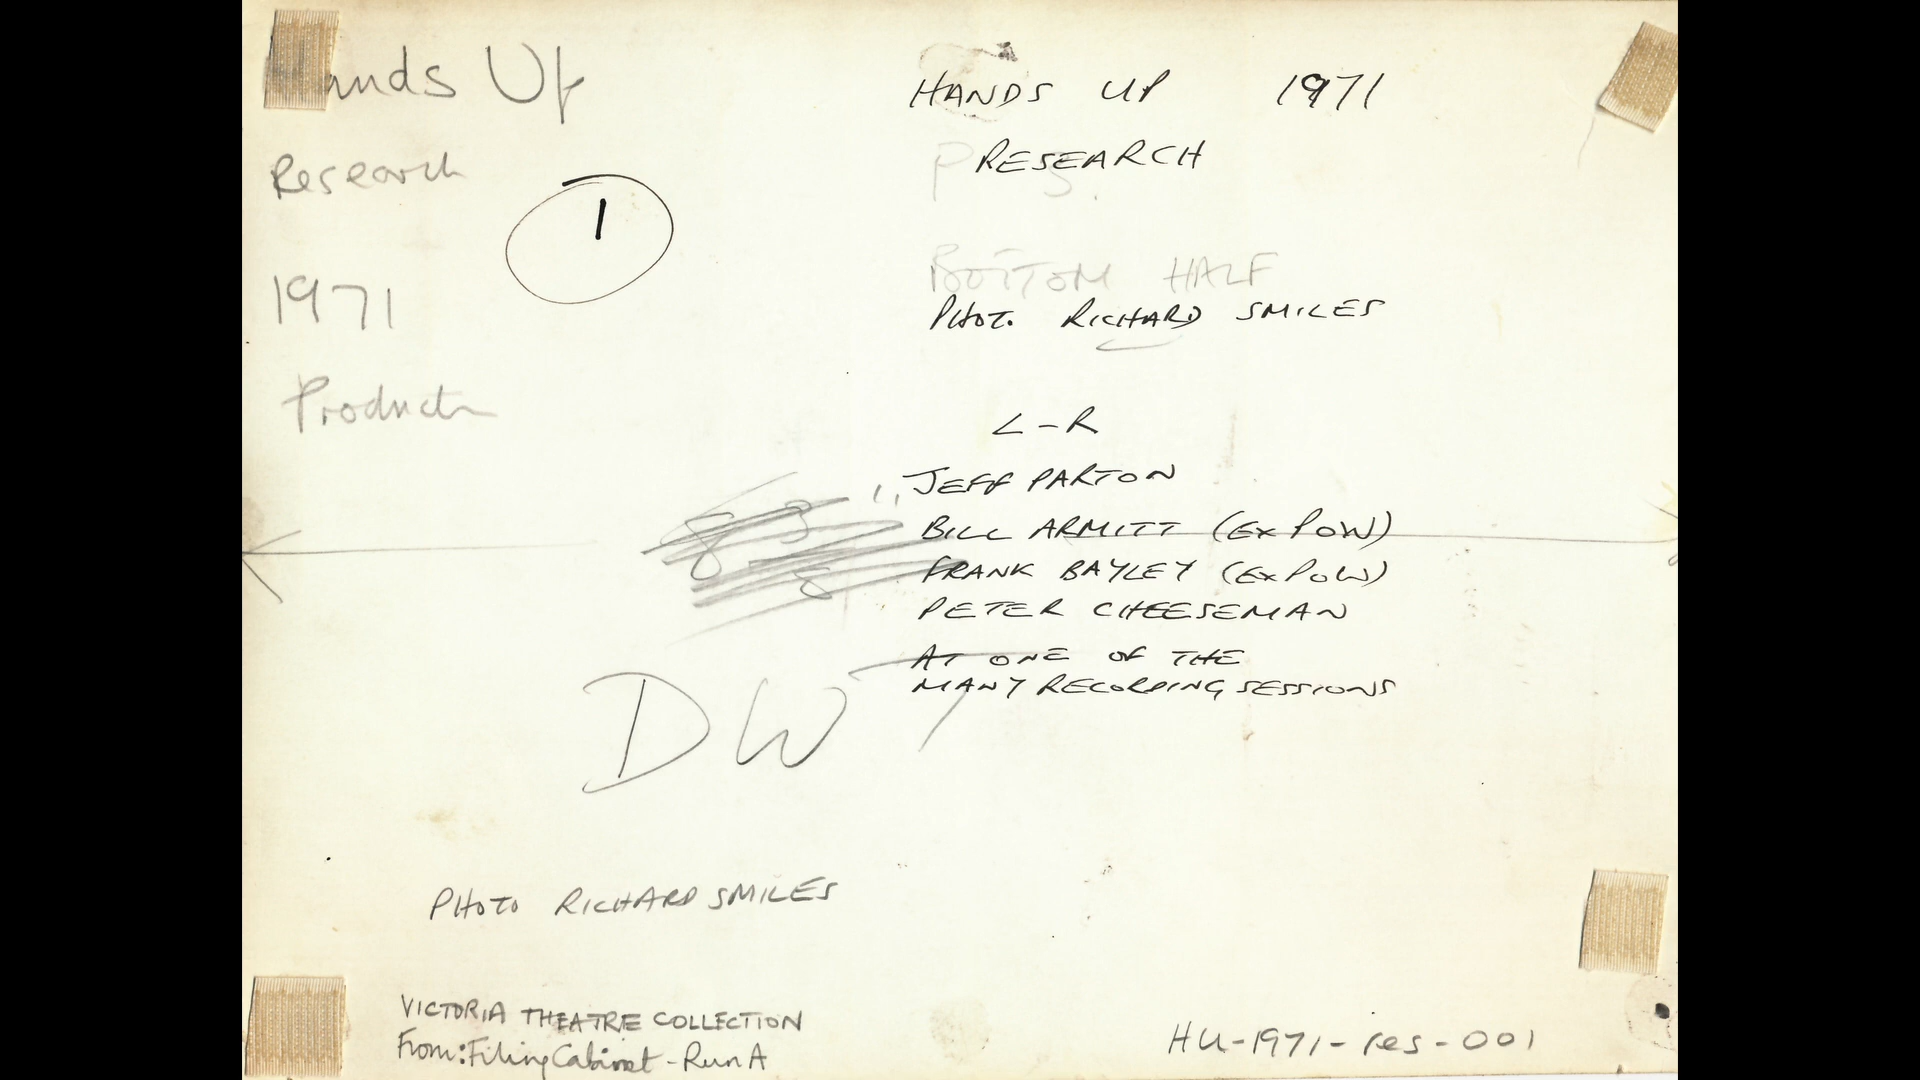 Hands Up
Research
1971
Product
1
HANDS UP 1971
RESEARCH
BOTTOM HALF
PHOTO. RICHARD SMILES
L-R
JEFF PARTON
BILL ARMITT (EX POW)
FRANK BAYLEY (EX POW)
PETER CHEESEMAN
AT ONE OF THE
MANY RECORDING SESSIONS
DW
PHOTO RICHARD SMILES
VICTORIA THEATRE COLLECTION
From: Filing Cabinet - Run A
HU-1971-res-001